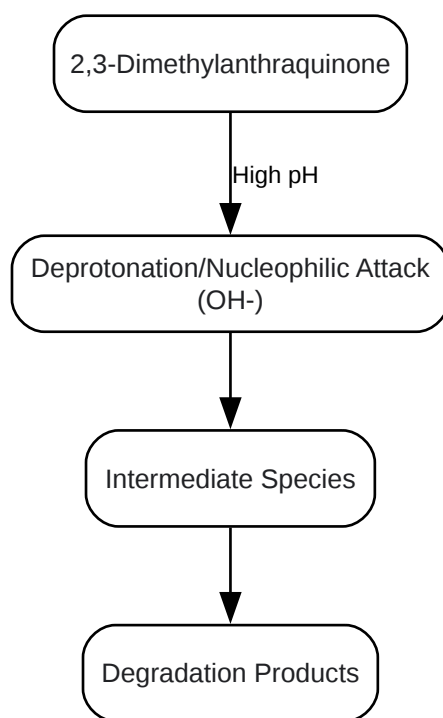 2,3-Dimethylanthraquinone
High pH
Deprotonation/Nucleophilic Attack
(OH-)
Intermediate Species
Degradation Products